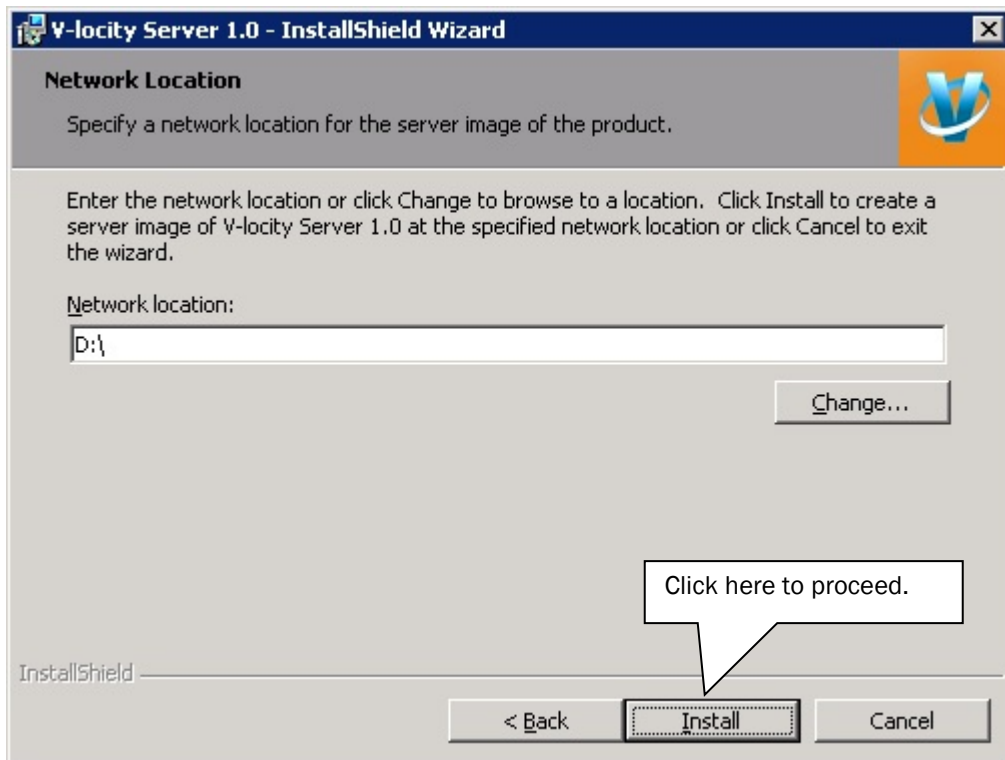 V-locity Server 1.0 - InstallShield Wizard
Network Location
Specify a network location for the server image of the product.
Enter the network location or click Change to browse to a location. Click Install to create a
server image of V-locity Server 1.0 at the specified network location or click Cancel to exit
the wizard.
Network location:
D:\
Change...
Click here to proceed.
InstallShield
< Back
Install
Cancel